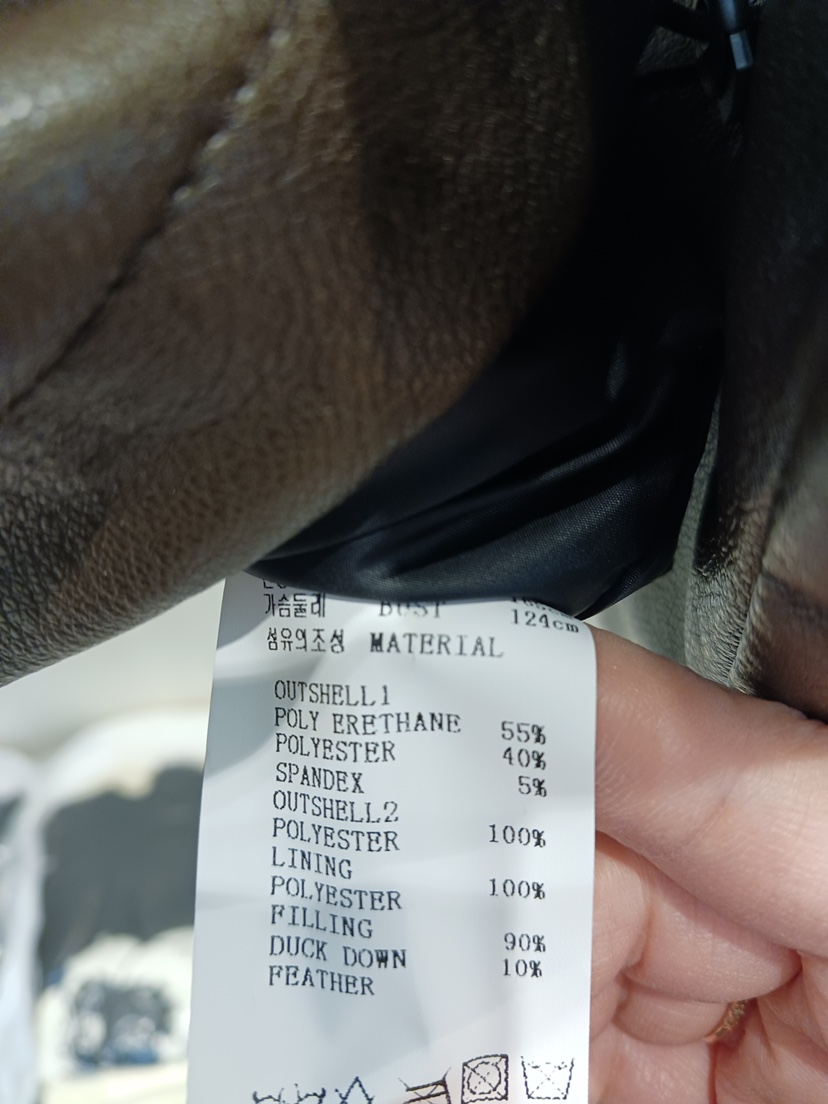 가슴둘레 BUST 124cm
섬유의조성 MATERIAL
OUTSHELL1
POLY ERETHANE 55%
POLYESTER 40%
SPANDEX 5%
OUTSHELL2
POLYESTER 100%
LINING
POLYESTER 100%
FILLING
DUCK DOWN 90%
FEATHER 10%